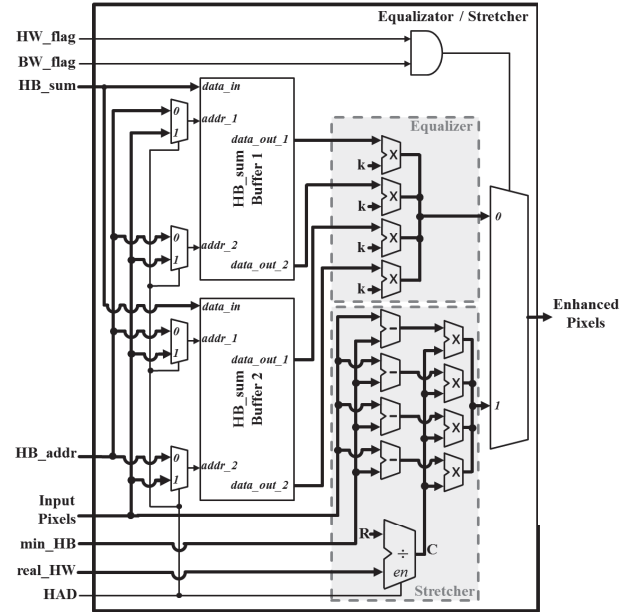 Equalizator / Stretcher
HW_flag
BW_flag
HB_sum
data_in
0
addr_1
1
data_out_1
HB_sum
Buffer 1
0
addr_2
1
data_out_2
Equalizer
k
X
k
X
k
X
k
X
0
data_in
0
addr_1
1
data_out_1
HB_sum
Buffer 2
0
addr_2
1
data_out_2
Enhanced
Pixels
−
X
−
X
−
X
−
X
1
HB_addr
Input
Pixels
min_HB
real_HW
HAD
R
÷
C
en
Stretcher